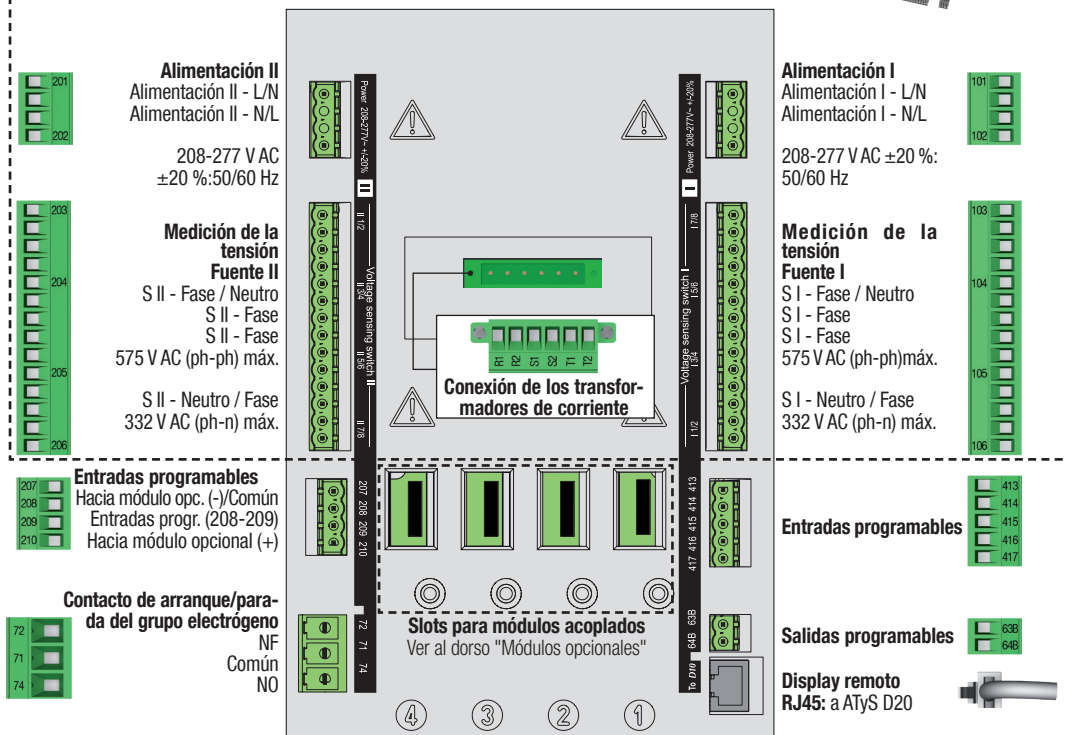 201
202
Alimentación II
Alimentación II - L/N
Alimentación II - N/L
208-277 V AC
±20 %:50/60 Hz
203
204
205
206
Medición de la
tensión
Fuente II
S II - Fase / Neutro
S II - Fase
S II - Fase
575 V AC (ph-ph) máx.
S II - Neutro / Fase
332 V AC (ph-n) máx.
207
208
209
210
Entradas programables
Hacia módulo opc. (-)/Común
Entradas progr. (208-209)
Hacia módulo opcional (+)
Contacto de arranque/para-
da del grupo electrógeno
NF
Común
NO
72
71
74
Power 208-277V~ +/-20%
II
II 1/2
II 3/4
II 5/6
II 7/8
Voltage sensing switch II
207 208 209 210
72 71 74
R1 R2 S1 S2 T1 T2
Conexión de los transfor-
madores de corriente
Slots para módulos acoplados
Ver al dorso "Módulos opcionales"
4 3 2 1
Power 208-277V~ +/-20%
I
I 7/8
I 5/6
I 3/4
I 1/2
Voltage sensing switch I
417 416 415 414 413
64B 63B
To D10
Alimentación I
Alimentación I - L/N
Alimentación I - N/L
208-277 V AC ±20 %:
50/60 Hz
101
102
Medición de la
tensión
Fuente I
S I - Fase / Neutro
S I - Fase
S I - Fase
575 V AC (ph-ph)máx.
S I - Neutro / Fase
332 V AC (ph-n) máx.
103
104
105
106
Entradas programables
413
414
415
416
417
Salidas programables
63B
64B
Display remoto
RJ45: a ATyS D20